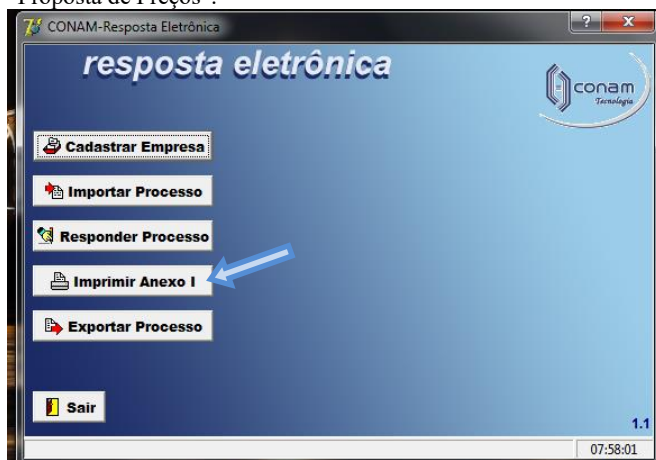 Proposta de Preços".
CONAM-Resposta Eletrônica
resposta eletrônica
conam
Tecnologia
Cadastrar Empresa
Importar Processo
Responder Processo
Imprimir Anexo I
Exportar Processo
Sair
1.1
07:58:01